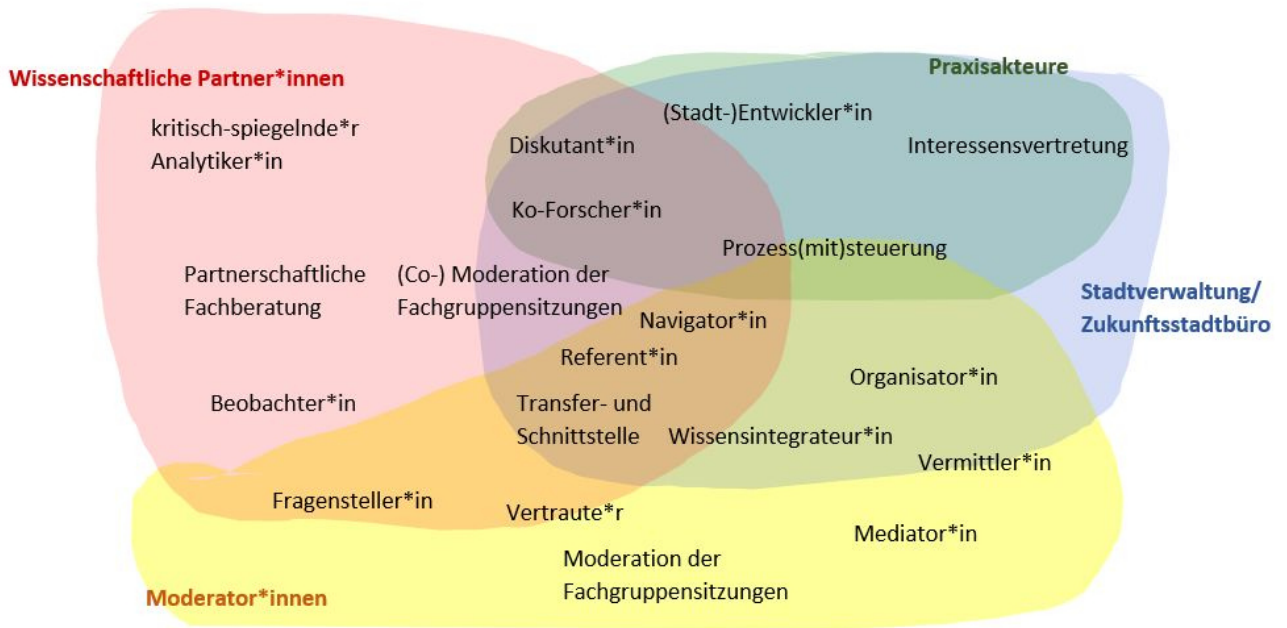 Wissenschaftliche Partner*innen
Praxisakteure
kritisch-spiegelnde*r
Analytiker*in
(Stadt-)Entwickler*in
Diskutant*in
Interessensvertretung
Ko-Forscher*in
Prozess(mit)steuerung
Partnerschaftliche
Fachberatung
(Co-) Moderation der
Fachgruppensitzungen
Stadtverwaltung/
Zukunftsstadtbüro
Navigator*in
Referent*in
Organisator*in
Beobachter*in
Transfer- und
Schnittstelle
Wissensintegrateur*in
Vermittler*in
Fragensteller*in
Vertraute*r
Mediator*in
Moderation der
Fachgruppensitzungen
Moderator*innen